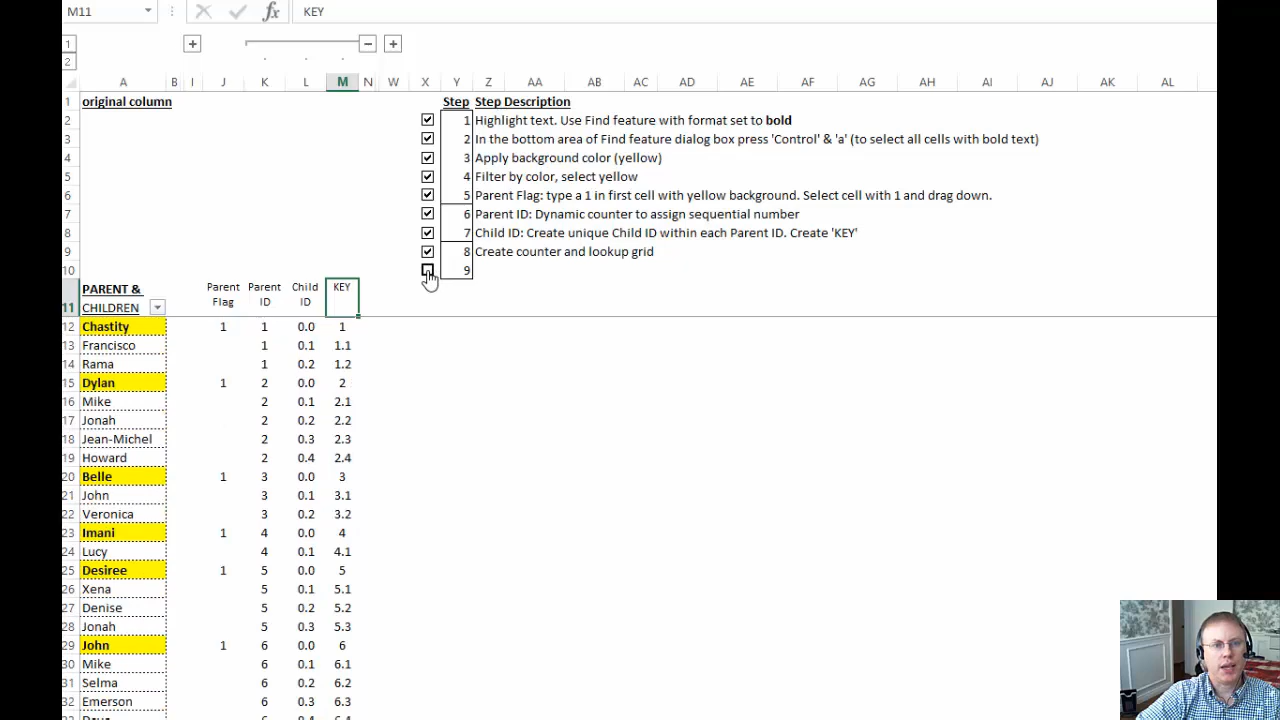 M11 fx KEY
1
2
A B I J K L M N W X Y Z AA AB AC AD AE AF AG AH AI AJ AK AL
1 original column Step Step Description
2 1 Highlight text. Use Find feature with format set to bold
3 2 In the bottom area of Find feature dialog box press 'Control' & 'a' (to select all cells with bold text)
4 3 Apply background color (yellow)
5 4 Filter by color, select yellow
6 5 Parent Flag: type a 1 in first cell with yellow background. Select cell with 1 and drag down.
7 6 Parent ID: Dynamic counter to assign sequential number
8 7 Child ID: Create unique Child ID within each Parent ID. Create 'KEY'
9 8 Create counter and lookup grid
10 9
PARENT & Parent Parent Child KEY
11 CHILDREN Flag ID ID
12 Chastity 1 1 0.0 1
13 Francisco 1 0.1 1.1
14 Rama 1 0.2 1.2
15 Dylan 1 2 0.0 2
16 Mike 2 0.1 2.1
17 Jonah 2 0.2 2.2
18 Jean-Michel 2 0.3 2.3
19 Howard 2 0.4 2.4
20 Belle 1 3 0.0 3
21 John 3 0.1 3.1
22 Veronica 3 0.2 3.2
23 Imani 1 4 0.0 4
24 Lucy 4 0.1 4.1
25 Desiree 1 5 0.0 5
26 Xena 5 0.1 5.1
27 Denise 5 0.2 5.2
28 Jonah 5 0.3 5.3
29 John 1 6 0.0 6
30 Mike 6 0.1 6.1
31 Selma 6 0.2 6.2
32 Emerson 6 0.3 6.3